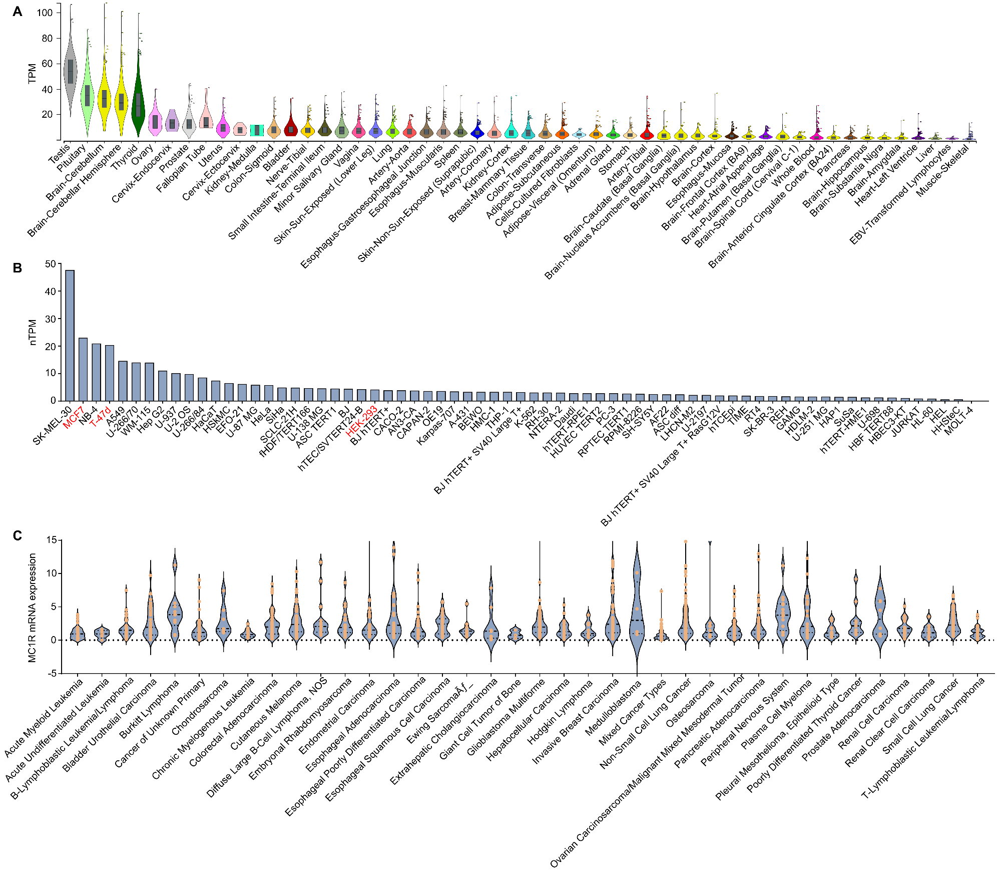 A
100
80
60
40
20
TPM
Testis
Pituitary
Brain-Cerebellum
Brain-Cerebellar Hemisphere
Thyroid
Ovary
Cervix-Endocervix
Prostate
Fallopian Tube
Uterus
Cervix-Ectocervix
Kidney-Medulla
Colon-Sigmoid
Bladder
Nerve-Tibial
Small Intestine-Terminal Ileum
Minor Salivary Gland
Vagina
Skin-Sun-Exposed (Lower Leg)
Lung
Artery-Aorta
Esophagus-Gastroesophageal Junction
Esophagus-Muscularis
Spleen
Skin-Non-Sun-Exposed (Suprapubic)
Artery-Coronary
Kidney-Cortex
Breast-Mammary Tissue
Colon-Transverse
Adipose-Subcutaneous
Cells-Cultured Fibroblasts
Adipose-Visceral (Omentum)
Adrenal Gland
Stomach
Artery-Tibial
Brain-Caudate (Basal Ganglia)
Brain-Nucleus Accumbens (Basal Ganglia)
Brain-Hypothalamus
Brain-Cortex
Esophagus-Mucosa
Brain-Frontal Cortex (BA9)
Heart-Atrial Appendage
Brain-Putamen (Basal Ganglia)
Brain-Spinal Cord (Cervical C-1)
Whole Blood
Brain-Anterior Cingulate Cortex (BA24)
Pancreas
Brain-Hippocampus
Brain-Substantia Nigra
Brain-Amygdala
Heart-Left Ventricle
Liver
EBV-Transformed Lymphocytes
Muscle-Skeletal
B
50
40
30
20
10
0
nTPM
SK-MEL-30
MCF7
NB-4
T-47d
A549
U-266/70
WM-115
Hep G2
U-937
U-2 OS
U-266/84
HaCaT
HSkMC
EFO-21
U-87 MG
HeLa
SiHa
SCLC-21H
fHDF/TERT166
U-138 MG
ASC TERT1
BJ
hTEC/SVTERT24-B
HEK-293
BJ hTERT+
CACO-2
AN3-CA
CAPAN-2
OE19
Karpas-707
A-431
BEWO
HMC-1
THP-1
BJ hTERT+ SV40 Large T+
K-562
RH-30
NTERA-2
Daudi
hTERT-RPE1
HUVEC TERT2
PC-3
RPTEC TERT1
RPMI-8226
SH-SY5Y
AF22
ASC diff
LHCN-M2
U-2197
BJ hTERT+ SV40 Large T+ RasG12V
hTCEpi
TIME
RT4
SK-BR-3
REH
GAMG
HDLM-2
U-251 MG
HAP1
SuSa
hTERT-HME1
U-698
HBF TERT88
HBEC3-KT
JURKAT
HL-60
HEL
HHSteC
MOLT-4
C
15
10
5
0
-5
MC1R mRNA expression
Acute Myeloid Leukemia
Acute Undifferentiated Leukemia
B-Lymphoblastic Leukemia/Lymphoma
Bladder Urothelial Carcinoma
Burkitt Lymphoma
Cancer of Unknown Primary
Chondrosarcoma
Chronic Myelogenous Leukemia
Colorectal Adenocarcinoma
Cutaneous Melanoma
Diffuse Large B-Cell Lymphoma, NOS
Embryonal Rhabdomyosarcoma
Endometrial Carcinoma
Esophageal Adenocarcinoma
Esophageal Poorly Differentiated Carcinoma
Esophageal Squamous Cell Carcinoma
Ewing SarcomaÃƒ_
Extrahepatic Cholangiocarcinoma
Giant Cell Tumor of Bone
Glioblastoma Multiforme
Hepatocellular Carcinoma
Hodgkin Lymphoma
Invasive Breast Carcinoma
Medulloblastoma
Mixed Cancer Types
Non-Small Cell Lung Cancer
Osteosarcoma
Ovarian Carcinosarcoma/Malignant Mixed Mesodermal Tumor
Pancreatic Adenocarcinoma
Peripheral Nervous System
Plasma Cell Myeloma
Pleural Mesothelioma, Epithelioid Type
Poorly Differentiated Thyroid Cancer
Prostate Adenocarcinoma
Renal Cell Carcinoma
Renal Clear Cell Carcinoma
Small Cell Lung Cancer
T-Lymphoblastic Leukemia/Lymphoma